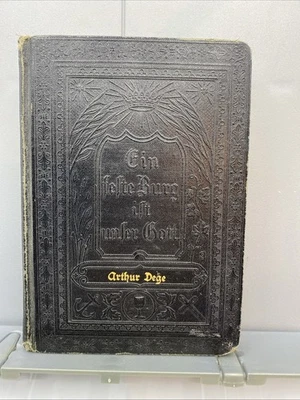 Ein
feste Burg
ist
unser Gott
Arthur Dege